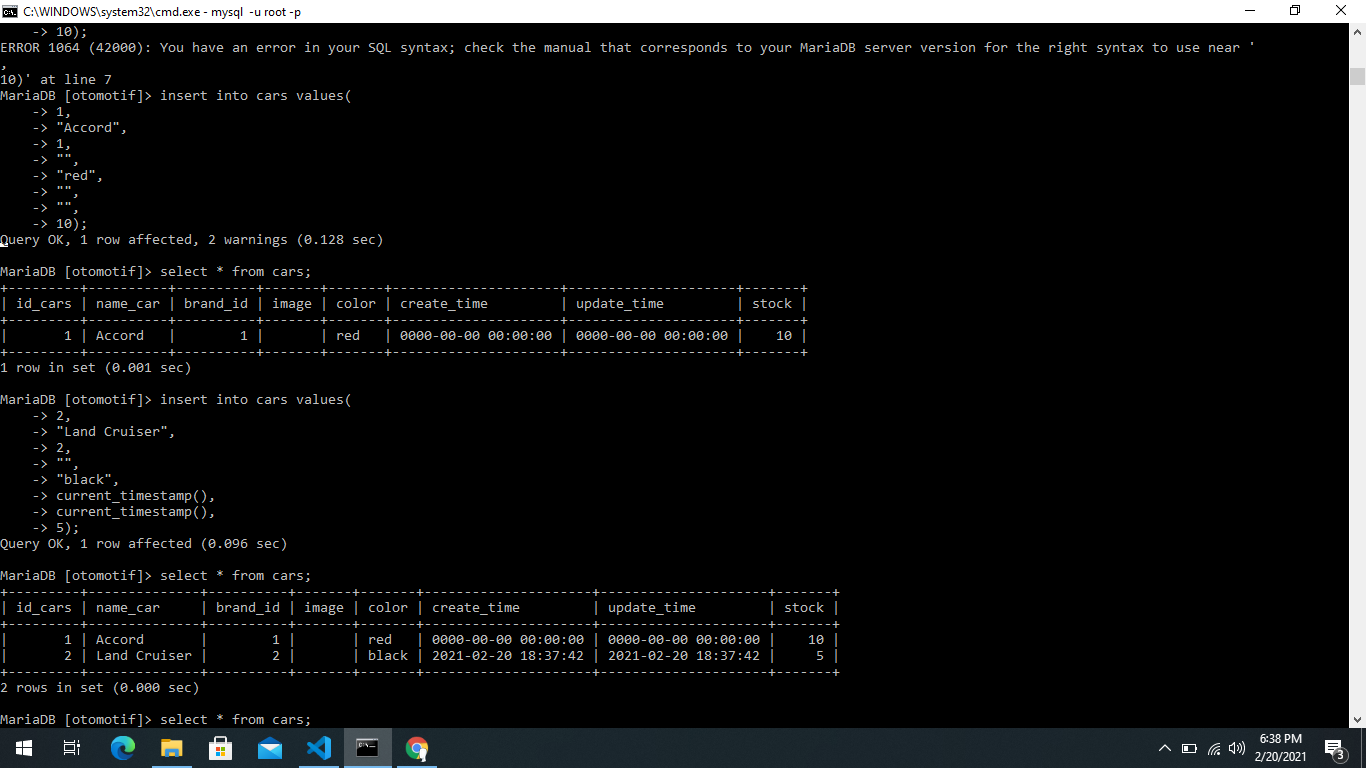 C:\WINDOWS\system32\cmd.exe - mysql  -u root -p
    -> 10);
ERROR 1064 (42000): You have an error in your SQL syntax; check the manual that corresponds to your MariaDB server version for the right syntax to use near '
,
10)' at line 7
MariaDB [otomotif]> insert into cars values(
    -> 1,
    -> "Accord",
    -> 1,
    -> "",
    -> "red",
    -> "",
    -> "",
    -> 10);
Query OK, 1 row affected, 2 warnings (0.128 sec)
MariaDB [otomotif]> select * from cars;
+---------+----------+----------+-------+-------+---------------------+---------------------+-------+
| id_cars | name_car | brand_id | image | color | create_time         | update_time         | stock |
+---------+----------+----------+-------+-------+---------------------+---------------------+-------+
|       1 | Accord   |        1 |       | red   | 0000-00-00 00:00:00 | 0000-00-00 00:00:00 |    10 |
+---------+----------+----------+-------+-------+---------------------+---------------------+-------+
1 row in set (0.001 sec)
MariaDB [otomotif]> insert into cars values(
    -> 2,
    -> "Land Cruiser",
    -> 2,
    -> "",
    -> "black",
    -> current_timestamp(),
    -> current_timestamp(),
    -> 5);
Query OK, 1 row affected (0.096 sec)
MariaDB [otomotif]> select * from cars;
+---------+--------------+----------+-------+-------+---------------------+---------------------+-------+
| id_cars | name_car     | brand_id | image | color | create_time         | update_time         | stock |
+---------+--------------+----------+-------+-------+---------------------+---------------------+-------+
|       1 | Accord       |        1 |       | red   | 0000-00-00 00:00:00 | 0000-00-00 00:00:00 |    10 |
|       2 | Land Cruiser |        2 |       | black | 2021-02-20 18:37:42 | 2021-02-20 18:37:42 |     5 |
+---------+--------------+----------+-------+-------+---------------------+---------------------+-------+
2 rows in set (0.000 sec)
MariaDB [otomotif]> select * from cars;
6:38 PM
2/20/2021
3